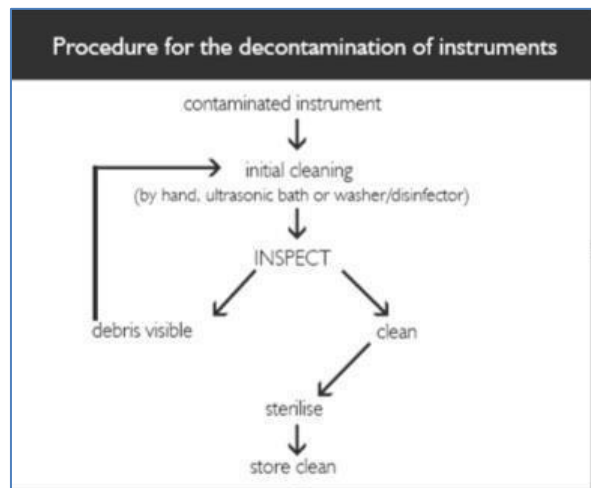 Procedure for the decontamination of instruments
contaminated instrument
initial cleaning
(by hand, ultrasonic bath or washer/disinfector)
INSPECT
debris visible
clean
sterilise
store clean